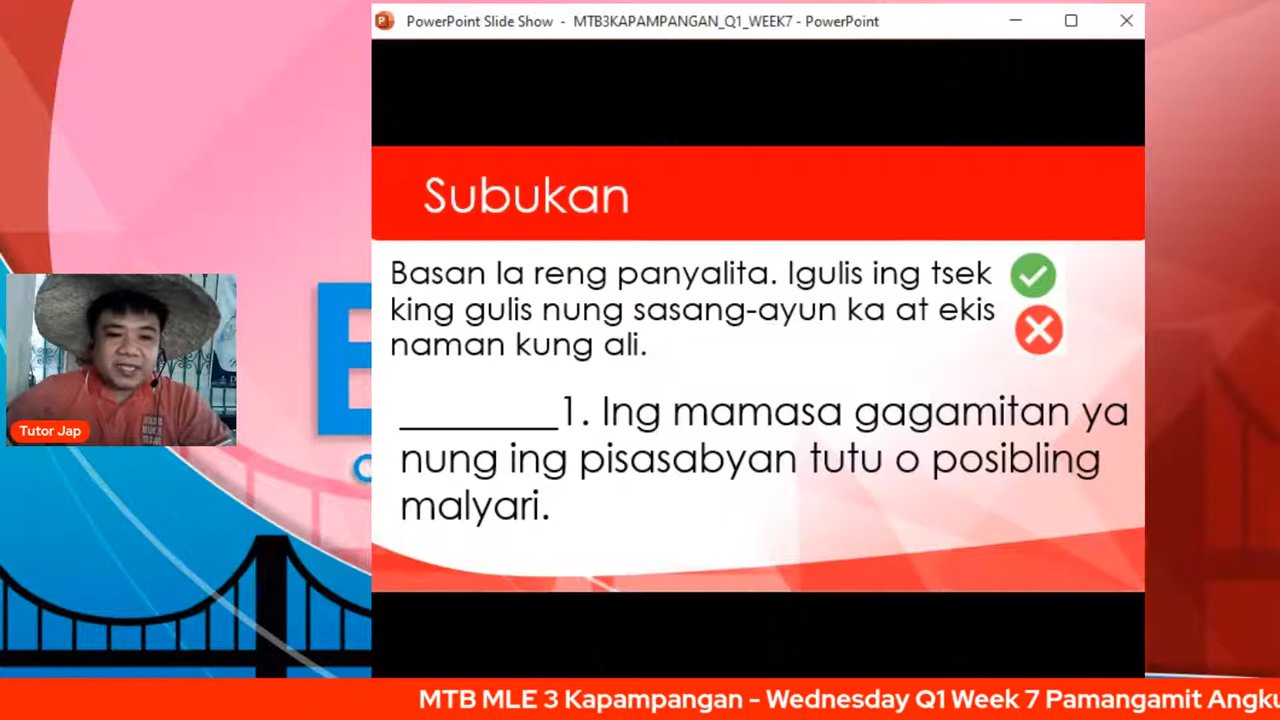 PowerPoint Slide Show - MTB3KAPAMPANGAN_Q1_WEEK7 - PowerPoint
Subukan
Basan la reng panyalita. Igulis ing tsek
king gulis nung sasang-ayun ka at ekis
naman kung ali.
________1. Ing mamasa gagamitan ya
nung ing pisasabyan tutu o posibling
malyari.
Tutor Jap
MTB MLE 3 Kapampangan - Wednesday Q1 Week 7 Pamangamit Angku